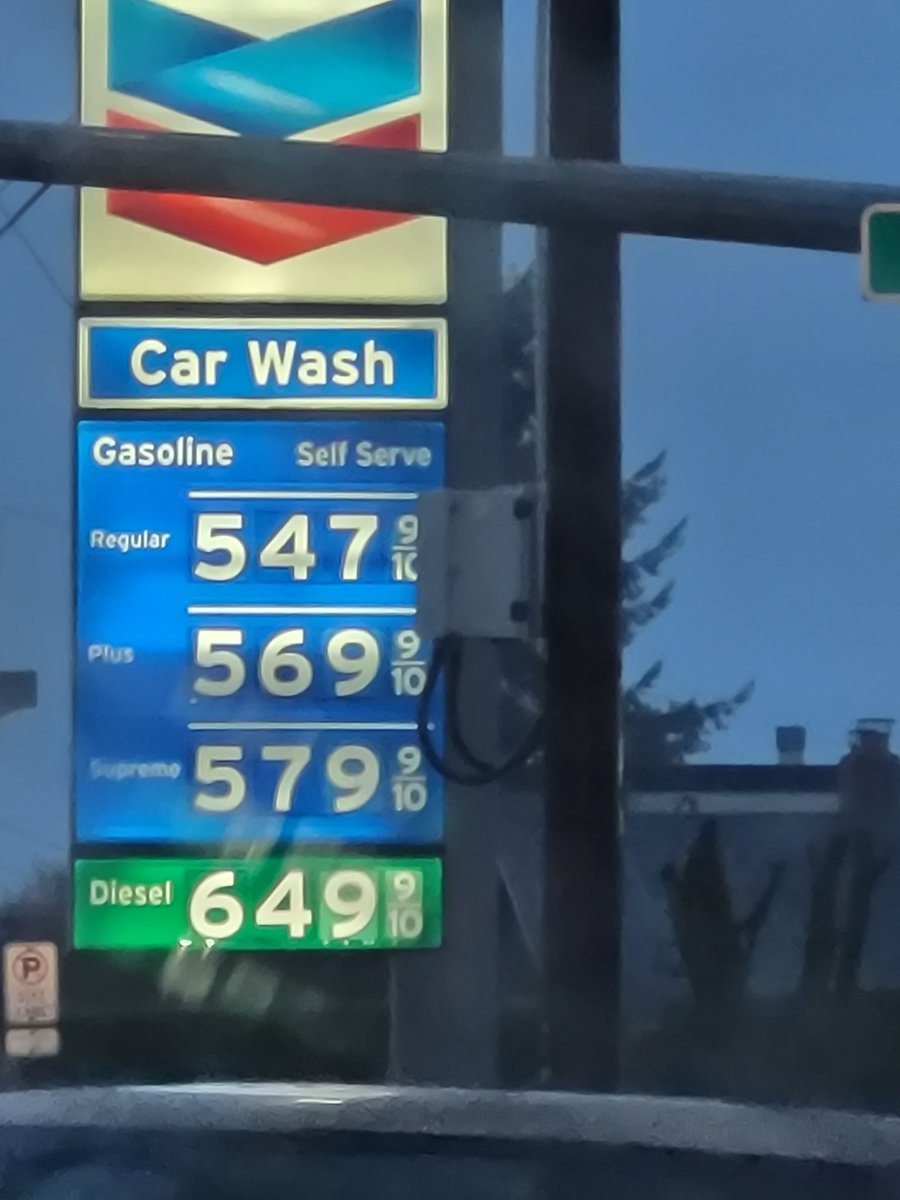 Car Wash
Gasoline Self Serve
Regular 547 9/10
Plus 569 9/10
Supreme 579 9/10
Diesel 649 9/10
P